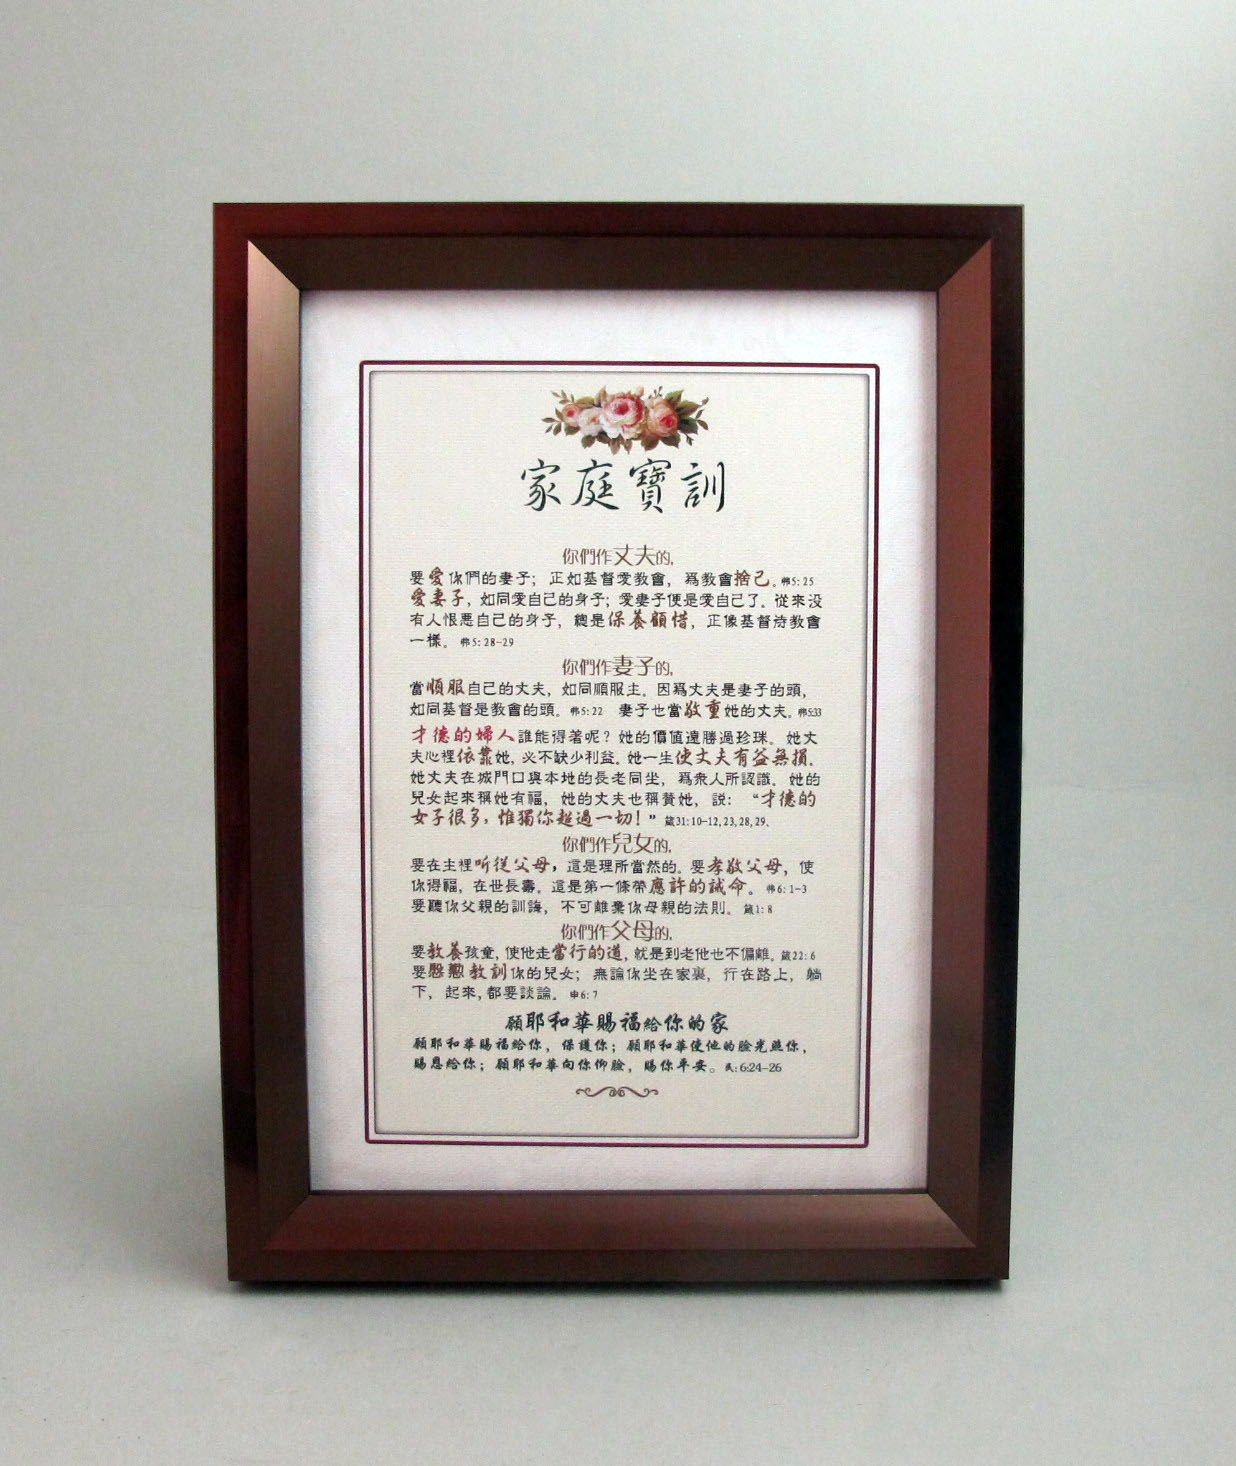 家庭寶訓
你們作丈夫的,
要愛你們的妻子；正如基督愛教會，爲教會捨己。弗5:25
愛妻子，如同愛自己的身子；愛妻子便是愛自己了。從來没
有人恨惡自己的身子，總是保養顧惜，正像基督待教會
一樣。弗5:28-29
你們作妻子的,
當順服自己的丈夫，如同順服主。因爲丈夫是妻子的頭，
如同基督是教會的頭。弗5:22 妻子也當敬重她的丈夫。弗5:33
才德的婦人誰能得著呢？她的價值遠勝過珍珠。她丈
夫心裡依靠她，必不缺少利益。她一生使丈夫有益無損。
她丈夫在城門口與本地的長老同坐，爲衆人所認識。她的
兒女起來稱她有福，她的丈夫也稱贊她，説：“才德的
女子很多，惟獨你超過一切！”箴31:10-12,23,28,29、
你們作兒女的,
要在主裡听從父母，這是理所當然的。要孝敬父母，使
你得福，在世長壽。這是第一條帶應許的誡命。弗6:1-3
要聽你父親的訓誨，不可離棄你母親的法則。箴1:8
你們作父母的,
要教養孩童，使他走當行的道，就是到老他也不偏離。箴22:6
要殷懃教訓你的兒女；無論你坐在家裏，行在路上，躺
下，起來，都要談論。申6:7
願耶和華賜福給你的家
願耶和華賜福給你，保護你；願耶和華使他的臉光照你，
賜恩給你；願耶和華向你仰臉，賜你平安。民:6:24-26